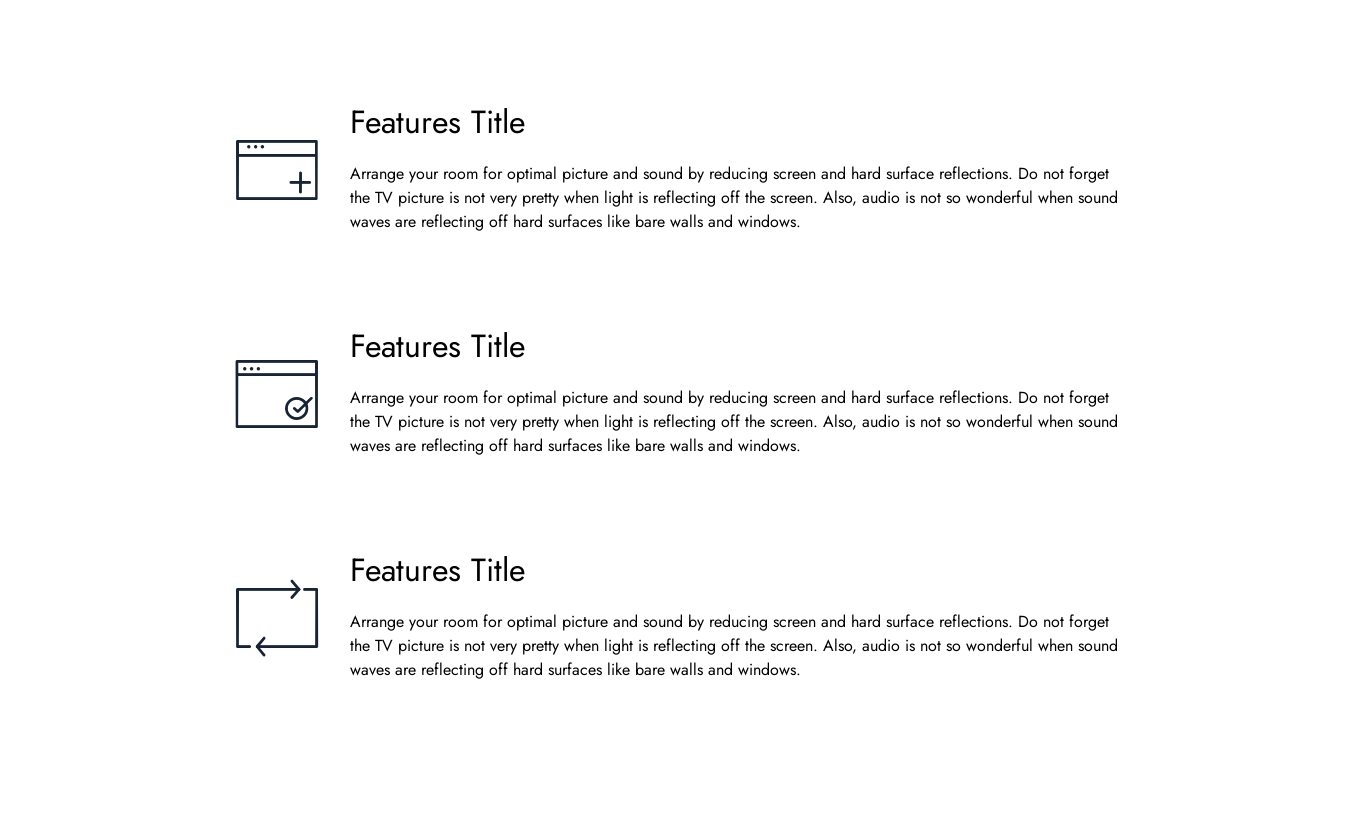 Features Title
Arrange your room for optimal picture and sound by reducing screen and hard surface reflections. Do not forget
the TV picture is not very pretty when light is reflecting off the screen. Also, audio is not so wonderful when sound
waves are reflecting off hard surfaces like bare walls and windows.
Features Title
Arrange your room for optimal picture and sound by reducing screen and hard surface reflections. Do not forget
the TV picture is not very pretty when light is reflecting off the screen. Also, audio is not so wonderful when sound
waves are reflecting off hard surfaces like bare walls and windows.
Features Title
Arrange your room for optimal picture and sound by reducing screen and hard surface reflections. Do not forget
the TV picture is not very pretty when light is reflecting off the screen. Also, audio is not so wonderful when sound
waves are reflecting off hard surfaces like bare walls and windows.